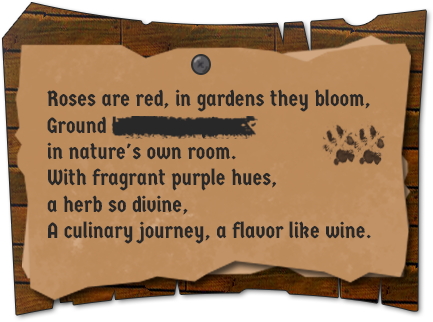 Roses are red, in gardens they bloom,
Ground
in nature's own room.
With fragrant purple hues,
a herb so divine,
A culinary journey, a flavor like wine.